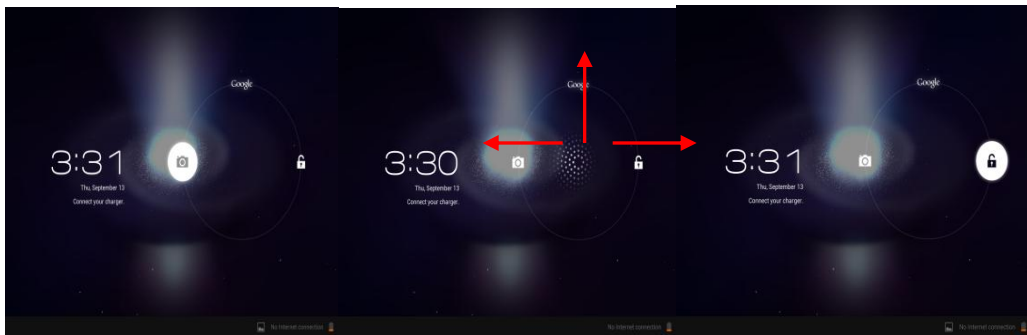 Google
3:31
Thu, September 13
Connect your charger.
No Internet connection
Google
3:30
Thu, September 13
Connect your charger.
No Internet connection
Google
3:31
Thu, September 13
Connect your charger.
No Internet connection